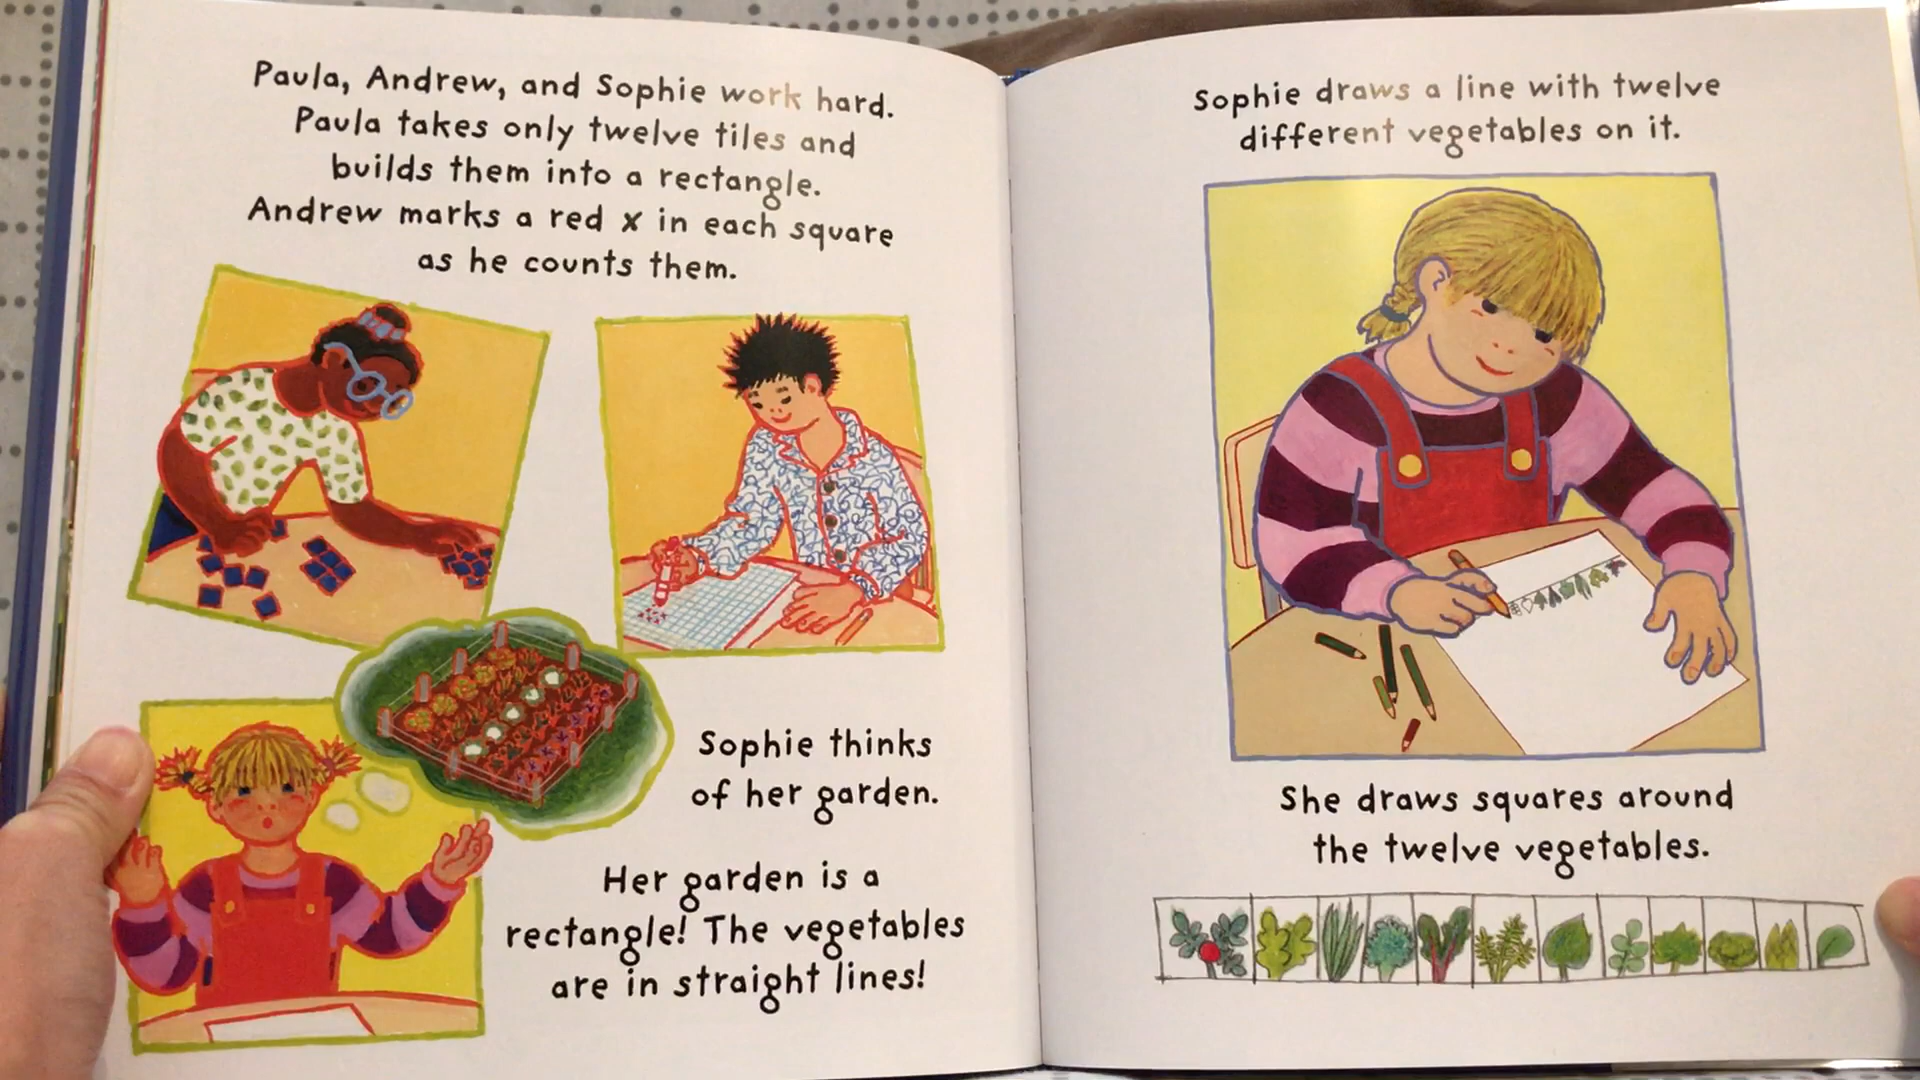 Paula, Andrew, and Sophie work hard.
Paula takes only twelve tiles and
builds them into a rectangle.
Andrew marks a red x in each square
as he counts them.
Sophie thinks
of her garden.
Her garden is a
rectangle! The vegetables
are in straight lines!
Sophie draws a line with twelve
different vegetables on it.
She draws squares around
the twelve vegetables.